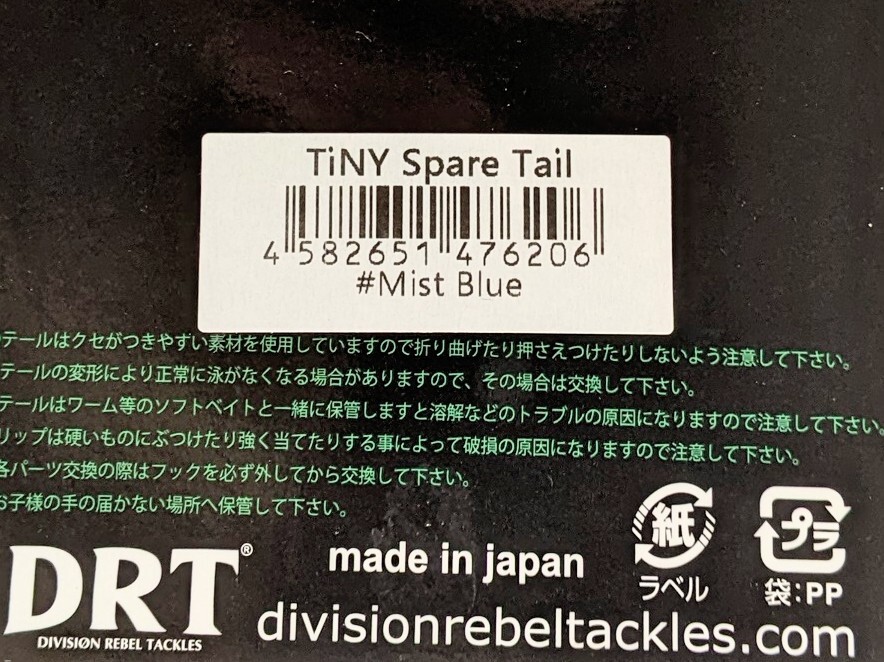 TiNY Spare Tail
4 582651 476206
#Mist Blue
テールはクセがつきやすい素材を使用していますので折り曲げたり押さえつけたりしないよう注意して下さい。
テールの変形により正常に泳がなくなる場合がありますので、その場合は交換して下さい。
テールはワーム等のソフトベイトと一緒に保管しますと溶解などのトラブルの原因になりますので注意して下さい。
リップは硬いものにぶつけたり強く当てたりする事によって破損の原因になりますので注意して下さい。
各パーツ交換の際はフックを必ず外してから交換して下さい。
お子様の手の届かない場所へ保管して下さい。
紙
プラ
DRT®
made in japan
ラベル
袋:PP
DIVISIØN REBEL TACKLES
divisionrebeltackles.com